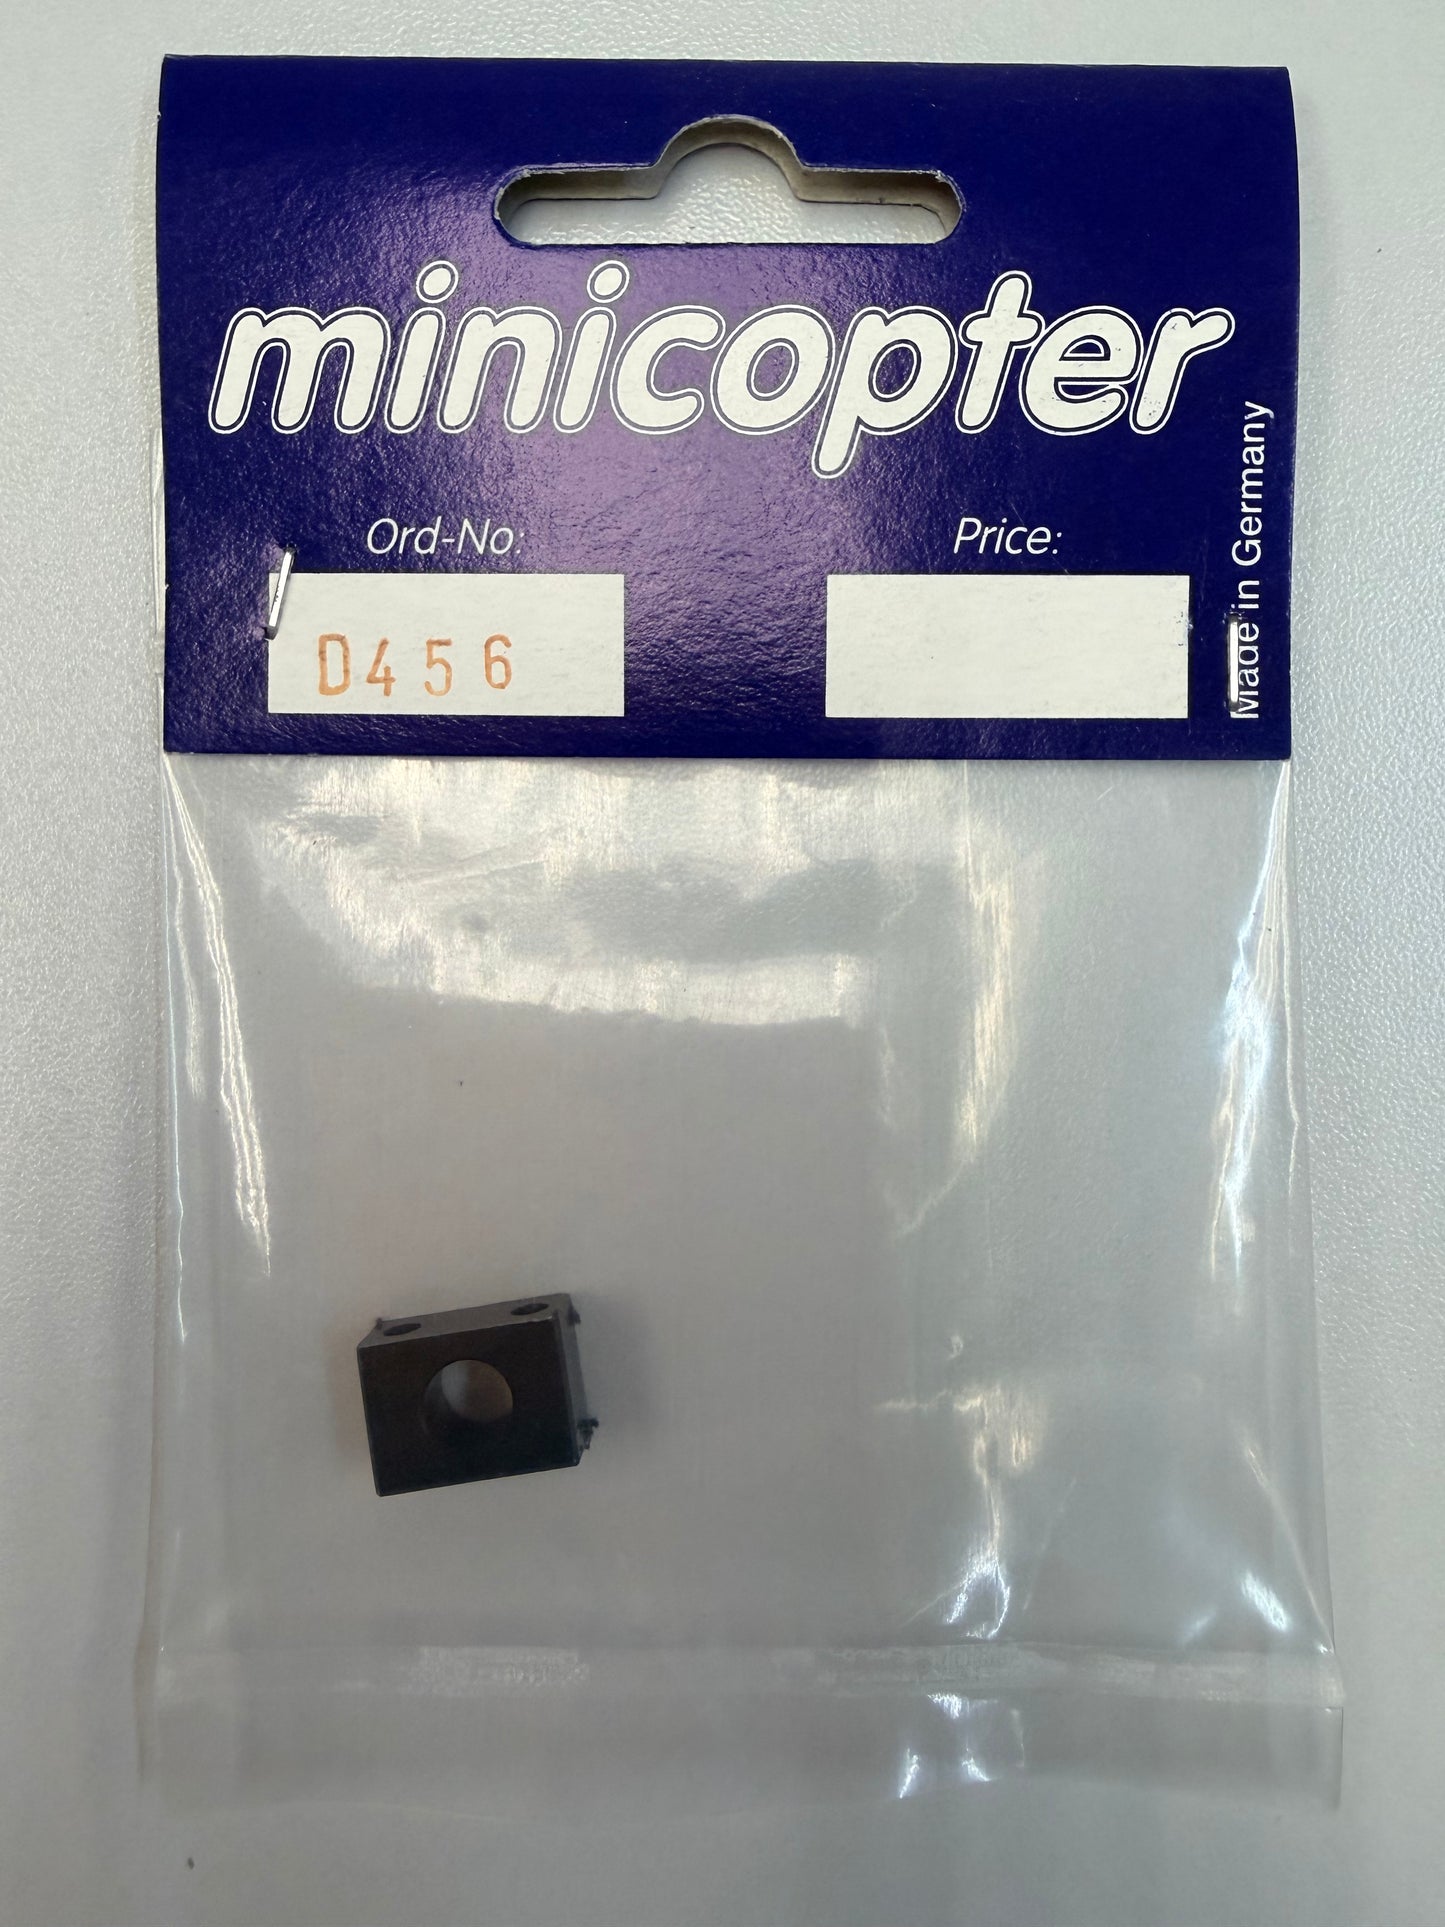 minicopter
Ord-No:
Price:
D456
Made in Germany